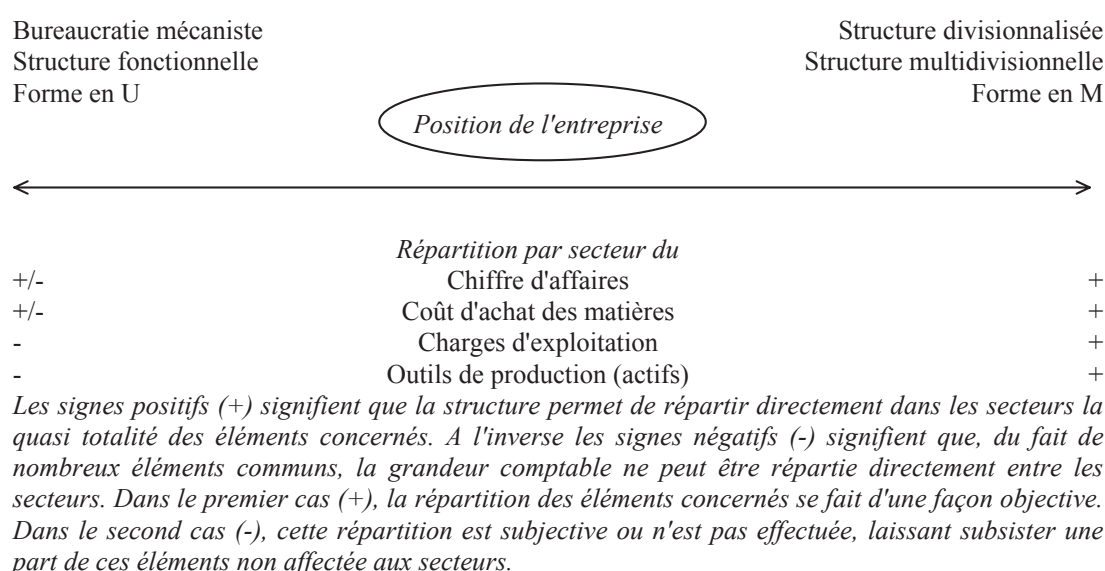 Bureaucratie mécaniste Structure divisionnalisée
Structure fonctionnelle Structure multidivisionnelle
Forme en U Forme en M
Position de l'entreprise
Répartition par secteur du
+/- Chiffre d'affaires +
+/- Coût d'achat des matières +
- Charges d'exploitation +
- Outils de production (actifs) +
Les signes positifs (+) signifient que la structure permet de répartir directement dans les secteurs la
quasi totalité des éléments concernés. A l'inverse les signes négatifs (-) signifient que, du fait de
nombreux éléments communs, la grandeur comptable ne peut être répartie directement entre les
secteurs. Dans le premier cas (+), la répartition des éléments concernés se fait d'une façon objective.
Dans le second cas (-), cette répartition est subjective ou n'est pas effectuée, laissant subsister une
part de ces éléments non affectée aux secteurs.